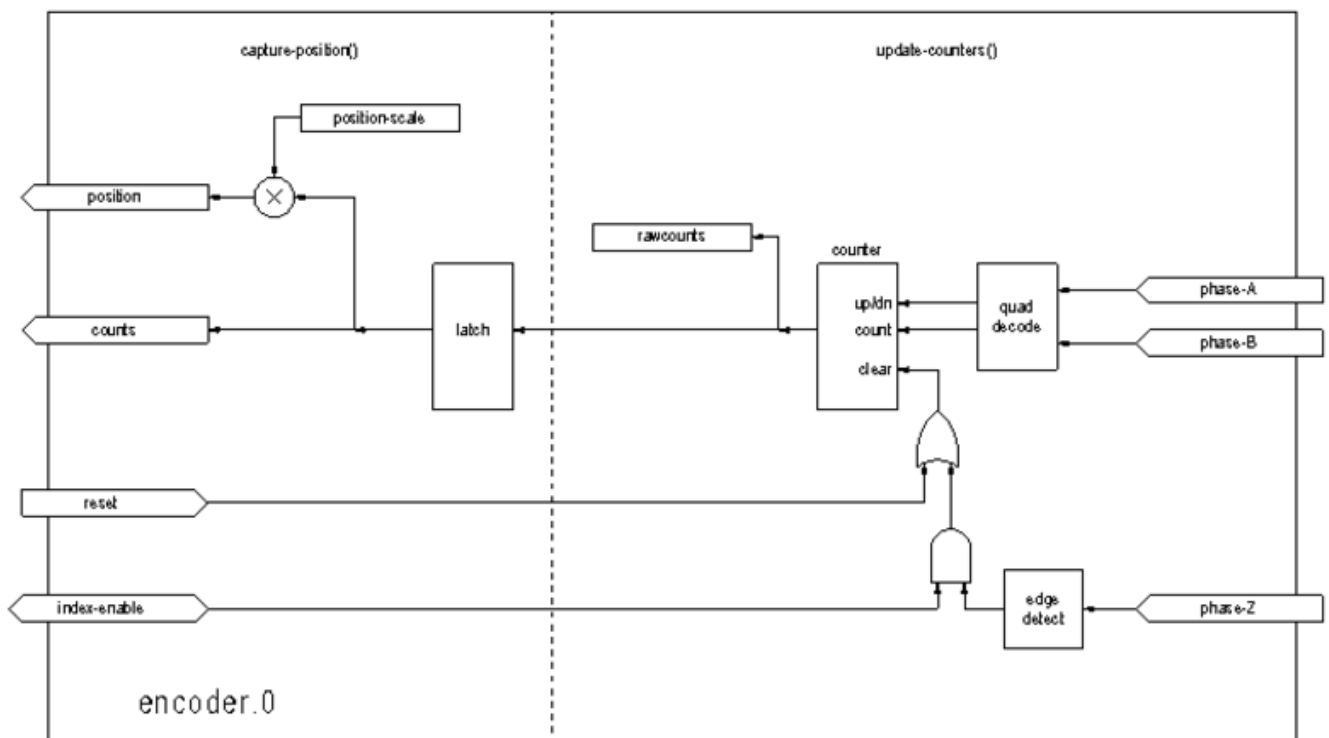 capture-position()
update-counters()
position-scale
position
rawcounts
counter
up/dn
count
clear
quad
decode
phase-A
phase-B
counts
latch
reset
index-enable
edge
detect
phase-Z
encoder.0